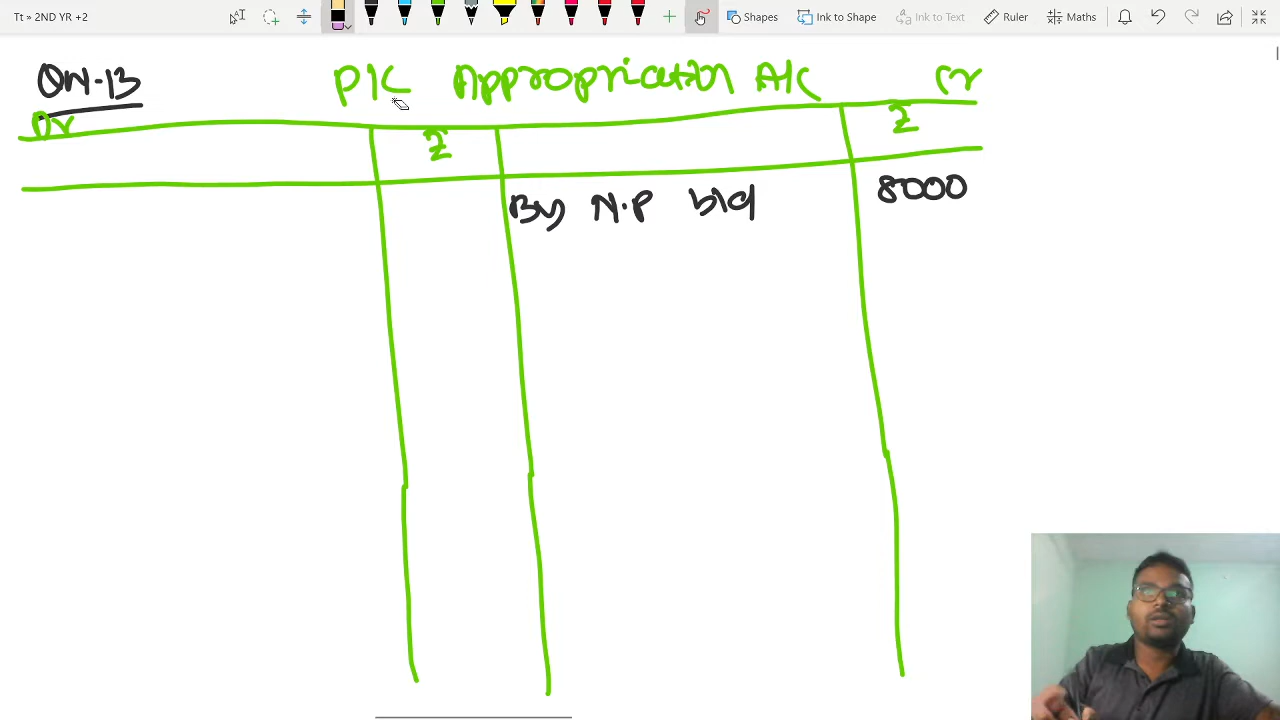 Tt » 2ND YR +2
Shapes Ink to Shape Ink to Text Ruler Maths
QN.13 P/L Appropriation A/C Cr
Dr
₹ ₹
By N.P b/d 8000